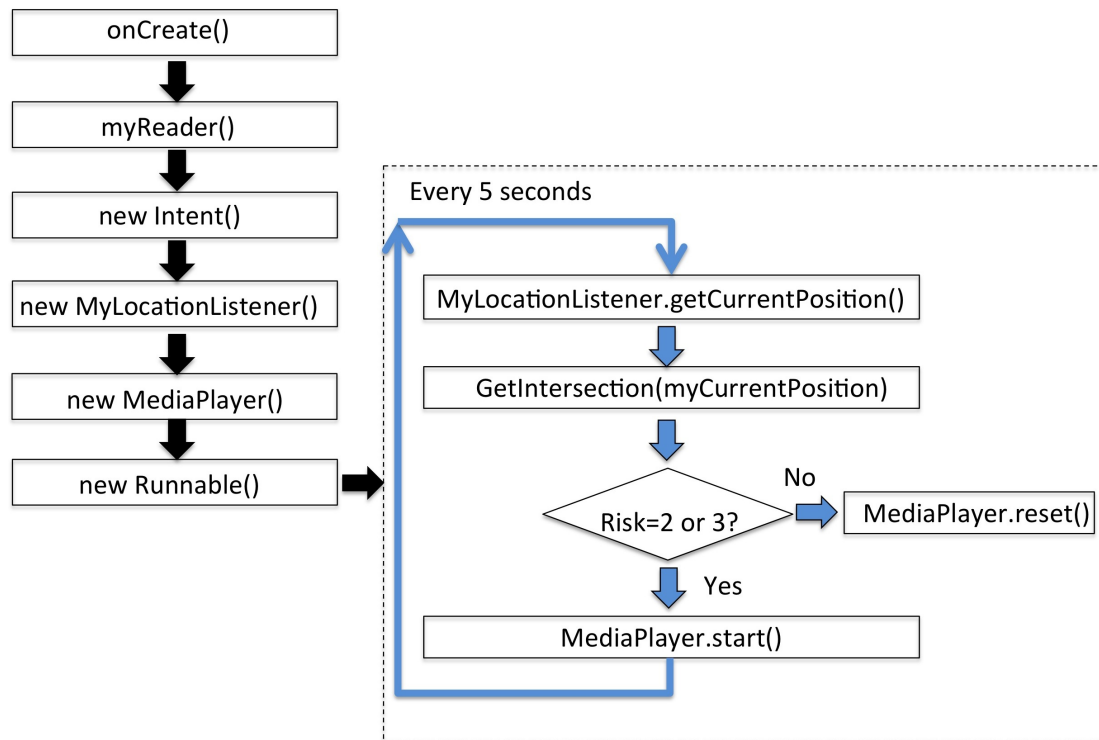 onCreate()
myReader()
new Intent()
new MyLocationListener()
new MediaPlayer()
new Runnable()
Every 5 seconds
MyLocationListener.getCurrentPosition()
GetIntersection(myCurrentPosition)
Risk=2 or 3?
No
MediaPlayer.reset()
Yes
MediaPlayer.start()